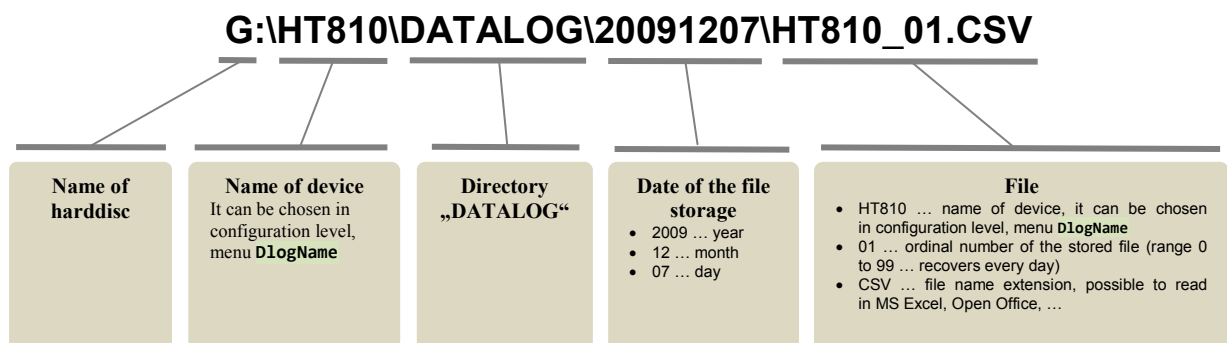 G:\HT810\DATALOG\20091207\HT810_01.CSV
Name of
harddisc
Name of device
It can be chosen in
configuration level,
menu DlogName
Directory
„DATALOG“
Date of the file
storage
• 2009 … year
• 12 … month
• 07 … day
File
• HT810 … name of device, it can be chosen
in configuration level, menu DlogName
• 01 … ordinal number of the stored file (range 0
to 99 … recovers every day)
• CSV … file name extension, possible to read
in MS Excel, Open Office, …